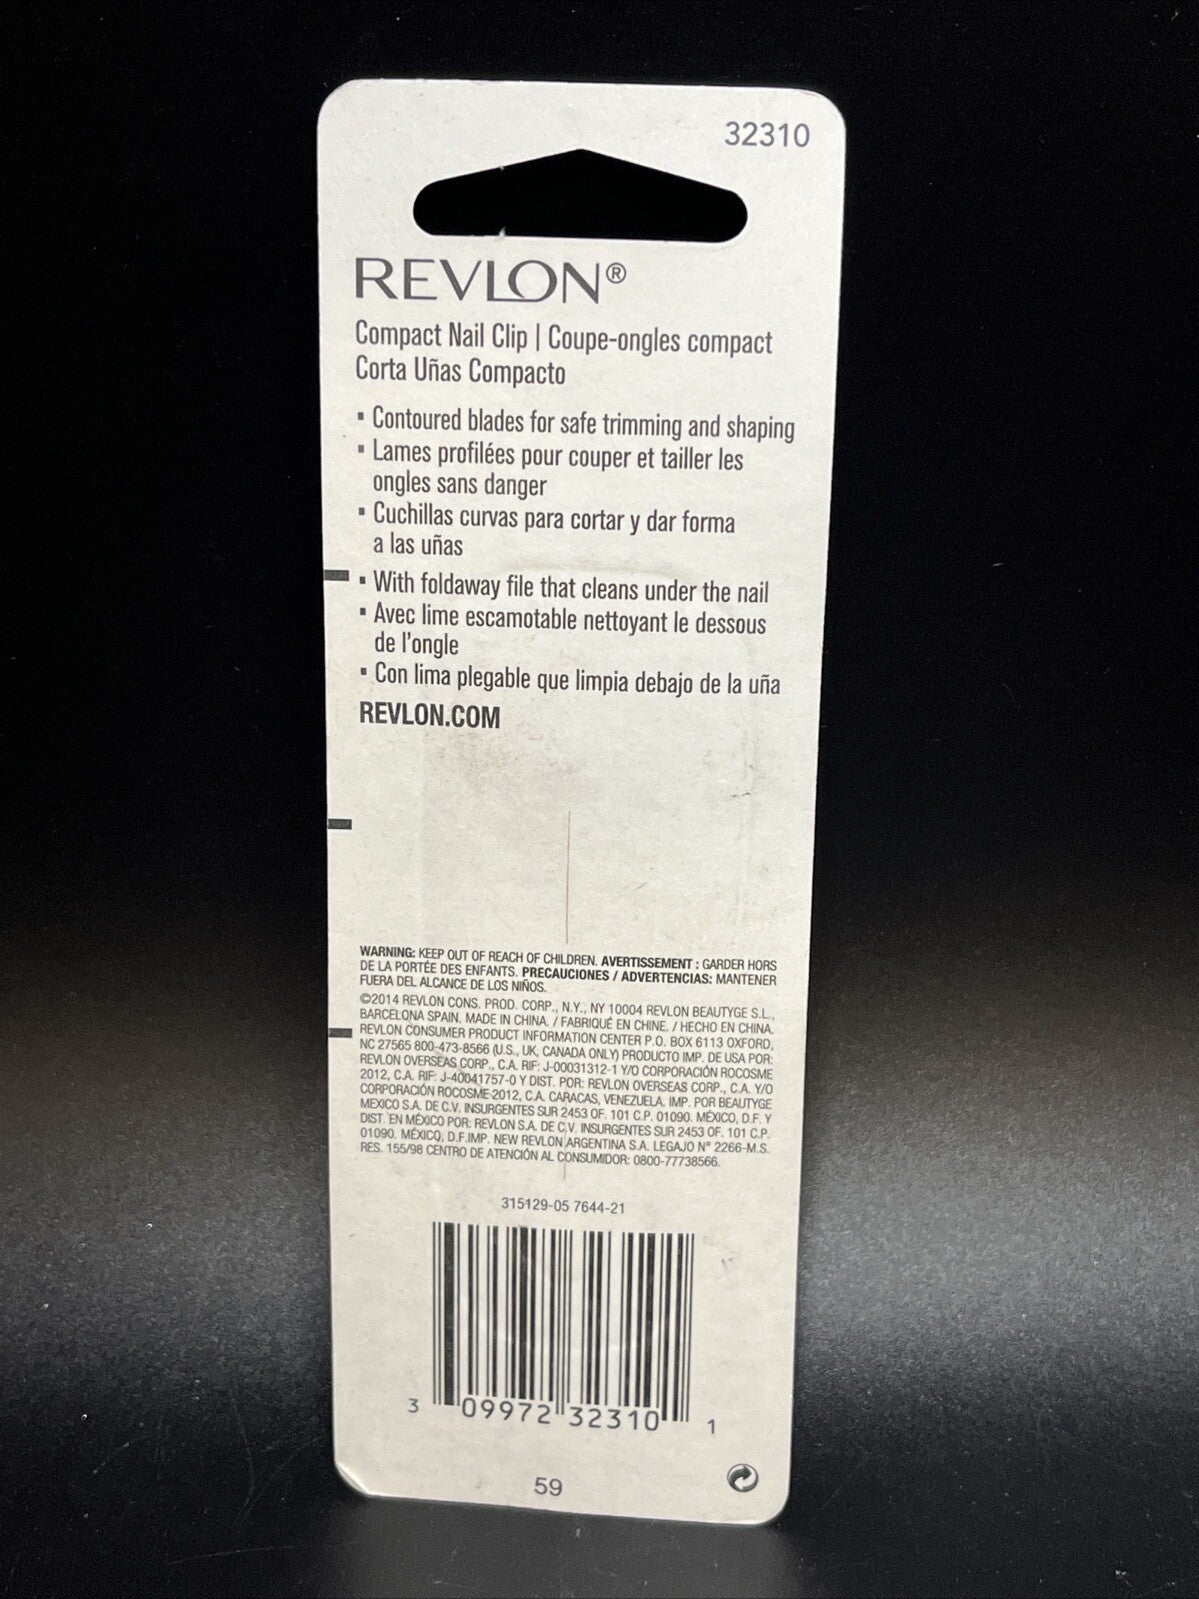 32310
REVLON®
Compact Nail Clip | Coupe-ongles compact
Corta Uñas Compacto
▪ Contoured blades for safe trimming and shaping
▪ Lames profilées pour couper et tailler les
ongles sans danger
▪ Cuchillas curvas para cortar y dar forma
a las uñas
▪ With foldaway file that cleans under the nail
▪ Avec lime escamotable nettoyant le dessous
de l'ongle
▪ Con lima plegable que limpia debajo de la uña
REVLON.COM
WARNING: KEEP OUT OF REACH OF CHILDREN. AVERTISSEMENT : GARDER HORS
DE LA PORTÉE DES ENFANTS. PRECAUCIONES / ADVERTENCIAS: MANTENER
FUERA DEL ALCANCE DE LOS NIÑOS.
©2014 REVLON CONS. PROD. CORP., N.Y., NY 10004 REVLON BEAUTYGE S.L.,
BARCELONA SPAIN. MADE IN CHINA. / FABRIQUÉ EN CHINE. / HECHO EN CHINA.
REVLON CONSUMER PRODUCT INFORMATION CENTER P.O. BOX 6113 OXFORD,
NC 27565 800-473-8566 (U.S., UK, CANADA ONLY) PRODUCTO IMP. DE USA POR:
REVLON OVERSEAS CORP., C.A. RIF: J-00031312-1 Y/O CORPORACIÓN ROCOSME
2012, C.A. RIF: J-40041757-0 Y DIST. POR: REVLON OVERSEAS CORP., C.A. Y/O
CORPORACIÓN ROCOSME 2012, C.A. CARACAS, VENEZUELA. IMP. POR BEAUTYGE
MEXICO S.A. DE C.V. INSURGENTES SUR 2453 OF. 101 C.P. 01090. MÉXICO, D.F. Y
DIST. EN MÉXICO POR: REVLON S.A. DE C.V. INSURGENTES SUR 2453 OF. 101 C.P.
01090. MÉXICO, D.F.IMP. NEW REVLON ARGENTINA S.A. LEGAJO N° 2266-M.S.
RES. 155/98 CENTRO DE ATENCIÓN AL CONSUMIDOR: 0800-77738566.
315129-05 7644-21
3 09972 32310 1
59